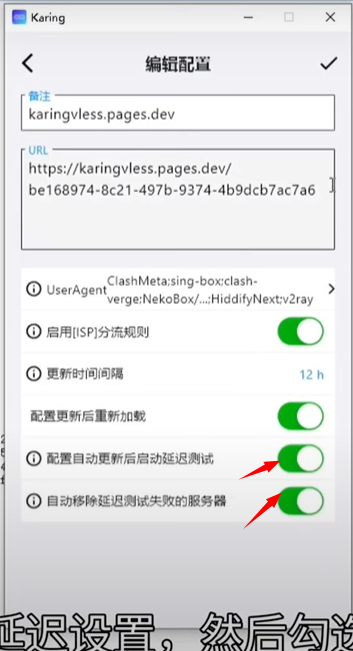 Karing
编辑配置
备注
karingvless.pages.dev
URL
https://karingvless.pages.dev/
be168974-8c21-497b-9374-4b9dcb7ac7a6
UserAgent
ClashMeta;sing-box;clash-
verge;NekoBox/...;HiddifyNext;v2ray
启用[ISP]分流规则
更新时间间隔
12 h
配置更新后重新加载
配置自动更新后启动延迟测试
自动移除延迟测试失败的服务器
延迟设置，然后勾选